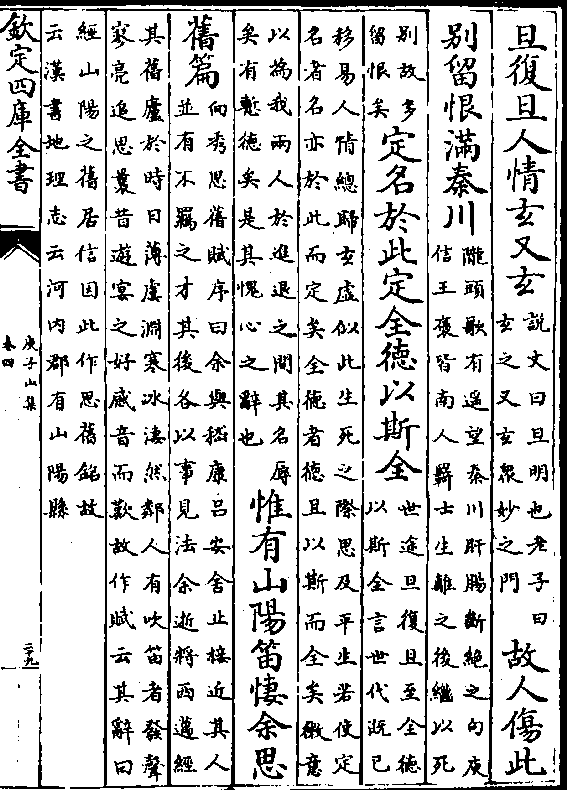 旦復旦人情玄又玄
說文曰旦明也老子曰
玄之又玄衆妙之門
故人傷此
別留恨滿秦川
隴頭歌有遥望秦川肝腸斷絶之句庾
信王褒皆南人羈士生離之後繼以死
別故多
留恨矣
定名於此定全德以斯全
世途旦復旦至全德
以斯全言世代旣已
移易人情總歸玄虛似此生死之際思及平生若使定
名者名亦於此而定矣全德者德且以斯而全矣微意
以為我兩人於進退之間其名辱
矣有慙德矣是其愧心之辭也
惟有山陽笛悽余思
舊篇
向秀思舊賦序曰余與嵇康吕安舍止接近其人
並有不羈之才其後各以事見法余逝將西邁經
其舊廬於時日薄虞淵寒冰凄然鄰人有吹笛者發聲
寥亮追思曩昔遊宴之好感音而歎故作賦云其辭曰
經山陽之舊居信因此作思舊銘故
云漢書地理志云河内郡有山陽縣
欽定四庫全書
庾子山集
卷四
二十九